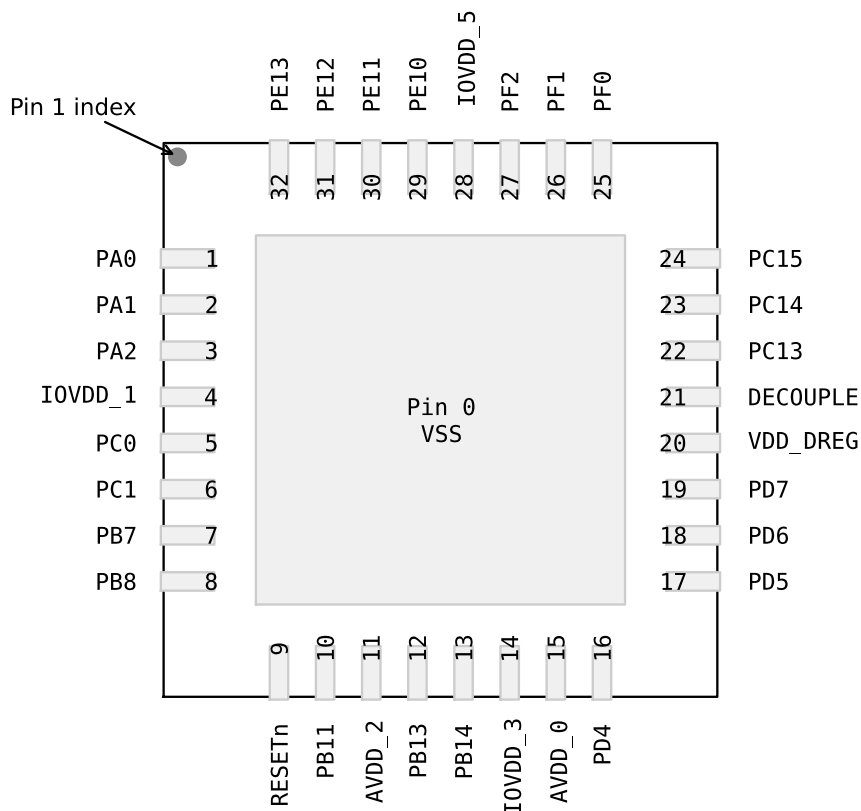 PE13
PE12
PE11
PE10
IOVDD_5
PF2
PF1
PF0
Pin 1 index
32
31
30
29
28
27
26
25
PA0 1
24 PC15
PA1 2
23 PC14
PA2 3
22 PC13
IOVDD_1 4
21 DECOUPLE
Pin 0
VSS
PC0 5
20 VDD_DREG
PC1 6
19 PD7
PB7 7
18 PD6
PB8 8
17 PD5
9
10
11
12
13
14
15
16
RESETn
PB11
AVDD_2
PB13
PB14
IOVDD_3
AVDD_0
PD4